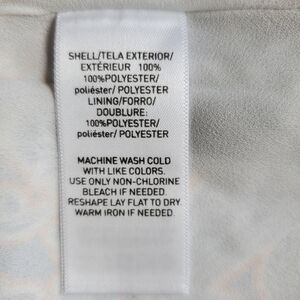 SHELL/TELA EXTERIOR/
EXTÉRIEUR 100%
100%POLYESTER/
poliéster/ POLYESTER
LINING/FORRO/
DOUBLURE:
100%POLYESTER/
poliéster/ POLYESTER
MACHINE WASH COLD
WITH LIKE COLORS.
USE ONLY NON-CHLORINE
BLEACH IF NEEDED.
RESHAPE LAY FLAT TO DRY.
WARM IRON IF NEEDED.